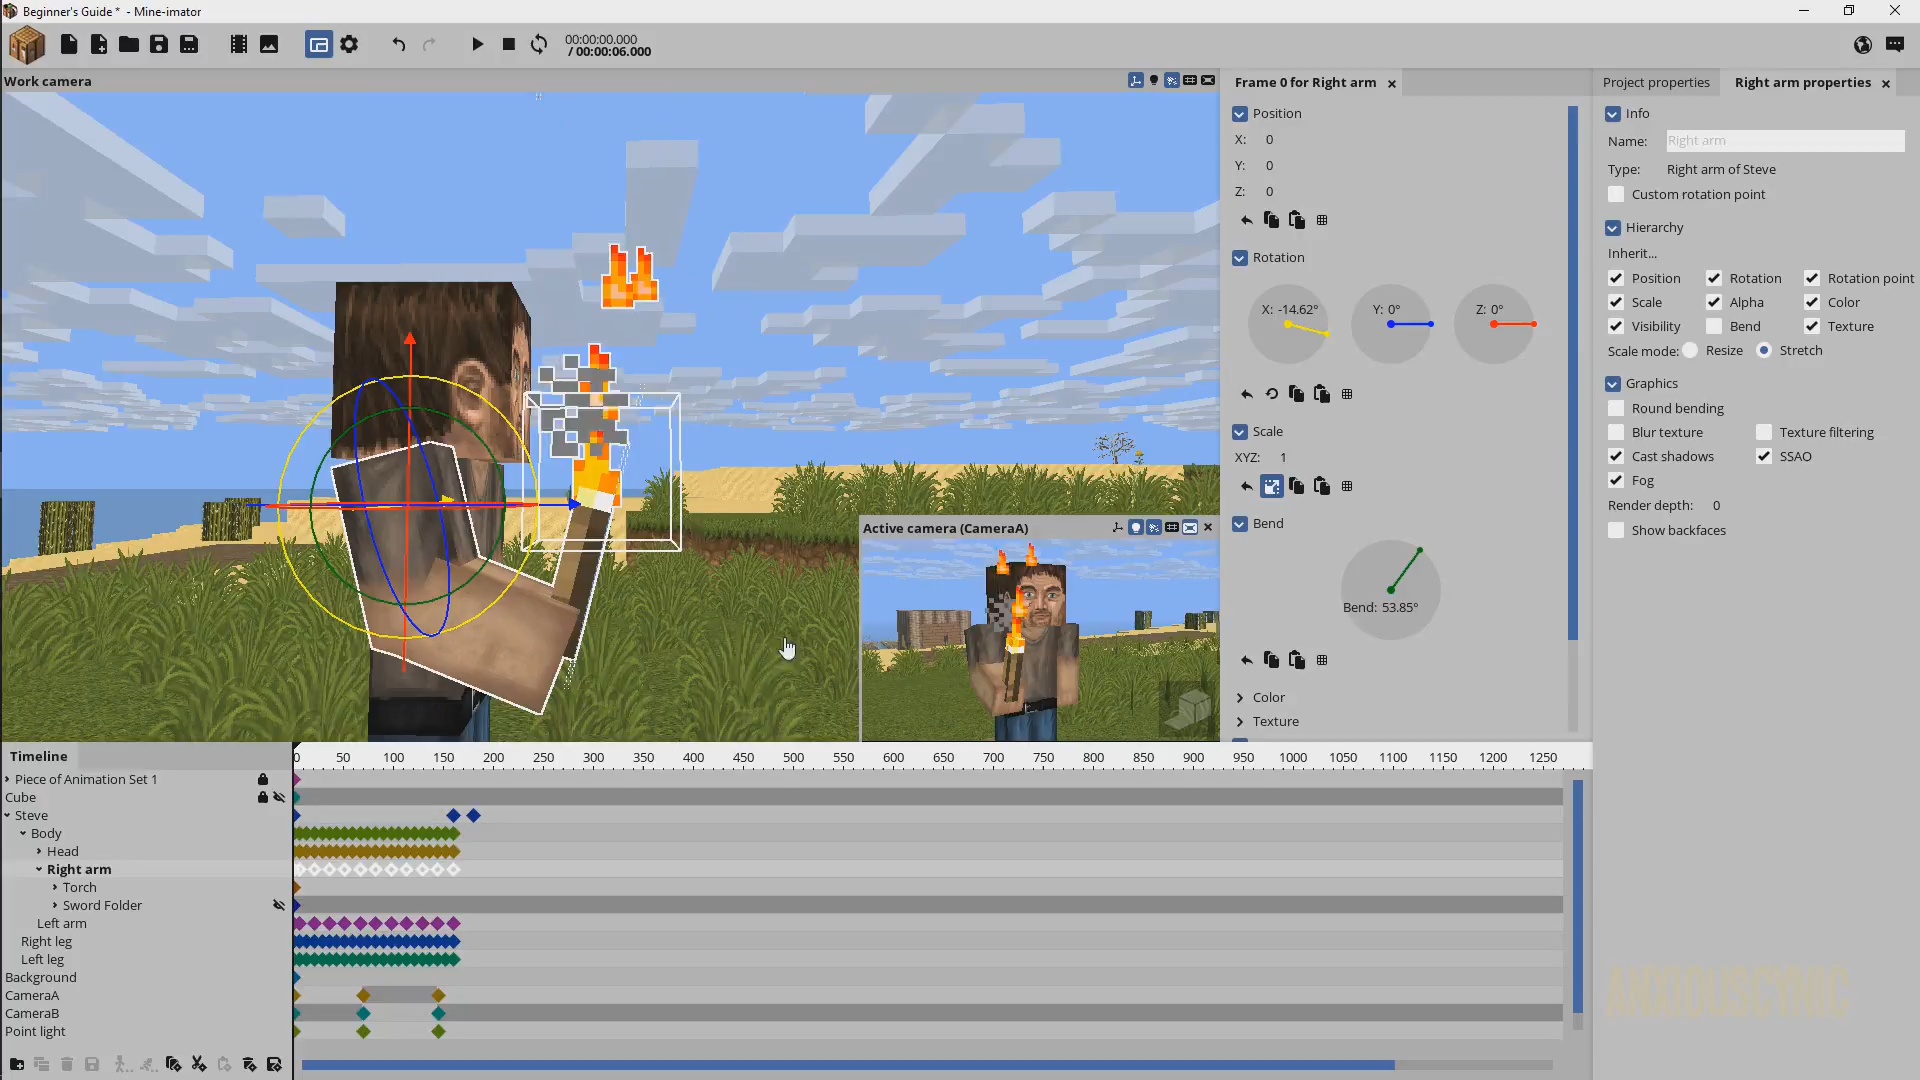 Beginner's Guide * - Mine-imator
00:00:00.000
/ 00:00:06.000
Work camera
Frame 0 for Right arm
Project properties
Right arm properties
Position
X: 0
Y: 0
Z: 0
Rotation
X: -14.62°
Y: 0°
Z: 0°
Scale
XYZ: 1
Bend
Bend: 53.85°
Color
Texture
Info
Name: Right arm
Type: Right arm of Steve
Custom rotation point
Hierarchy
Inherit...
Position Rotation Rotation point
Scale Alpha Color
Visibility Bend Texture
Scale mode: Resize Stretch
Graphics
Round bending
Blur texture Texture filtering
Cast shadows SSAO
Fog
Render depth: 0
Show backfaces
Active camera (CameraA)
Timeline
0 50 100 150 200 250 300 350 400 450 500 550 600 650 700 750 800 850 900 950 1000 1050 1100 1150 1200 1250
Piece of Animation Set 1
Cube
Steve
Body
Head
Right arm
Torch
Sword Folder
Left arm
Right leg
Left leg
Background
CameraA
CameraB
Point light